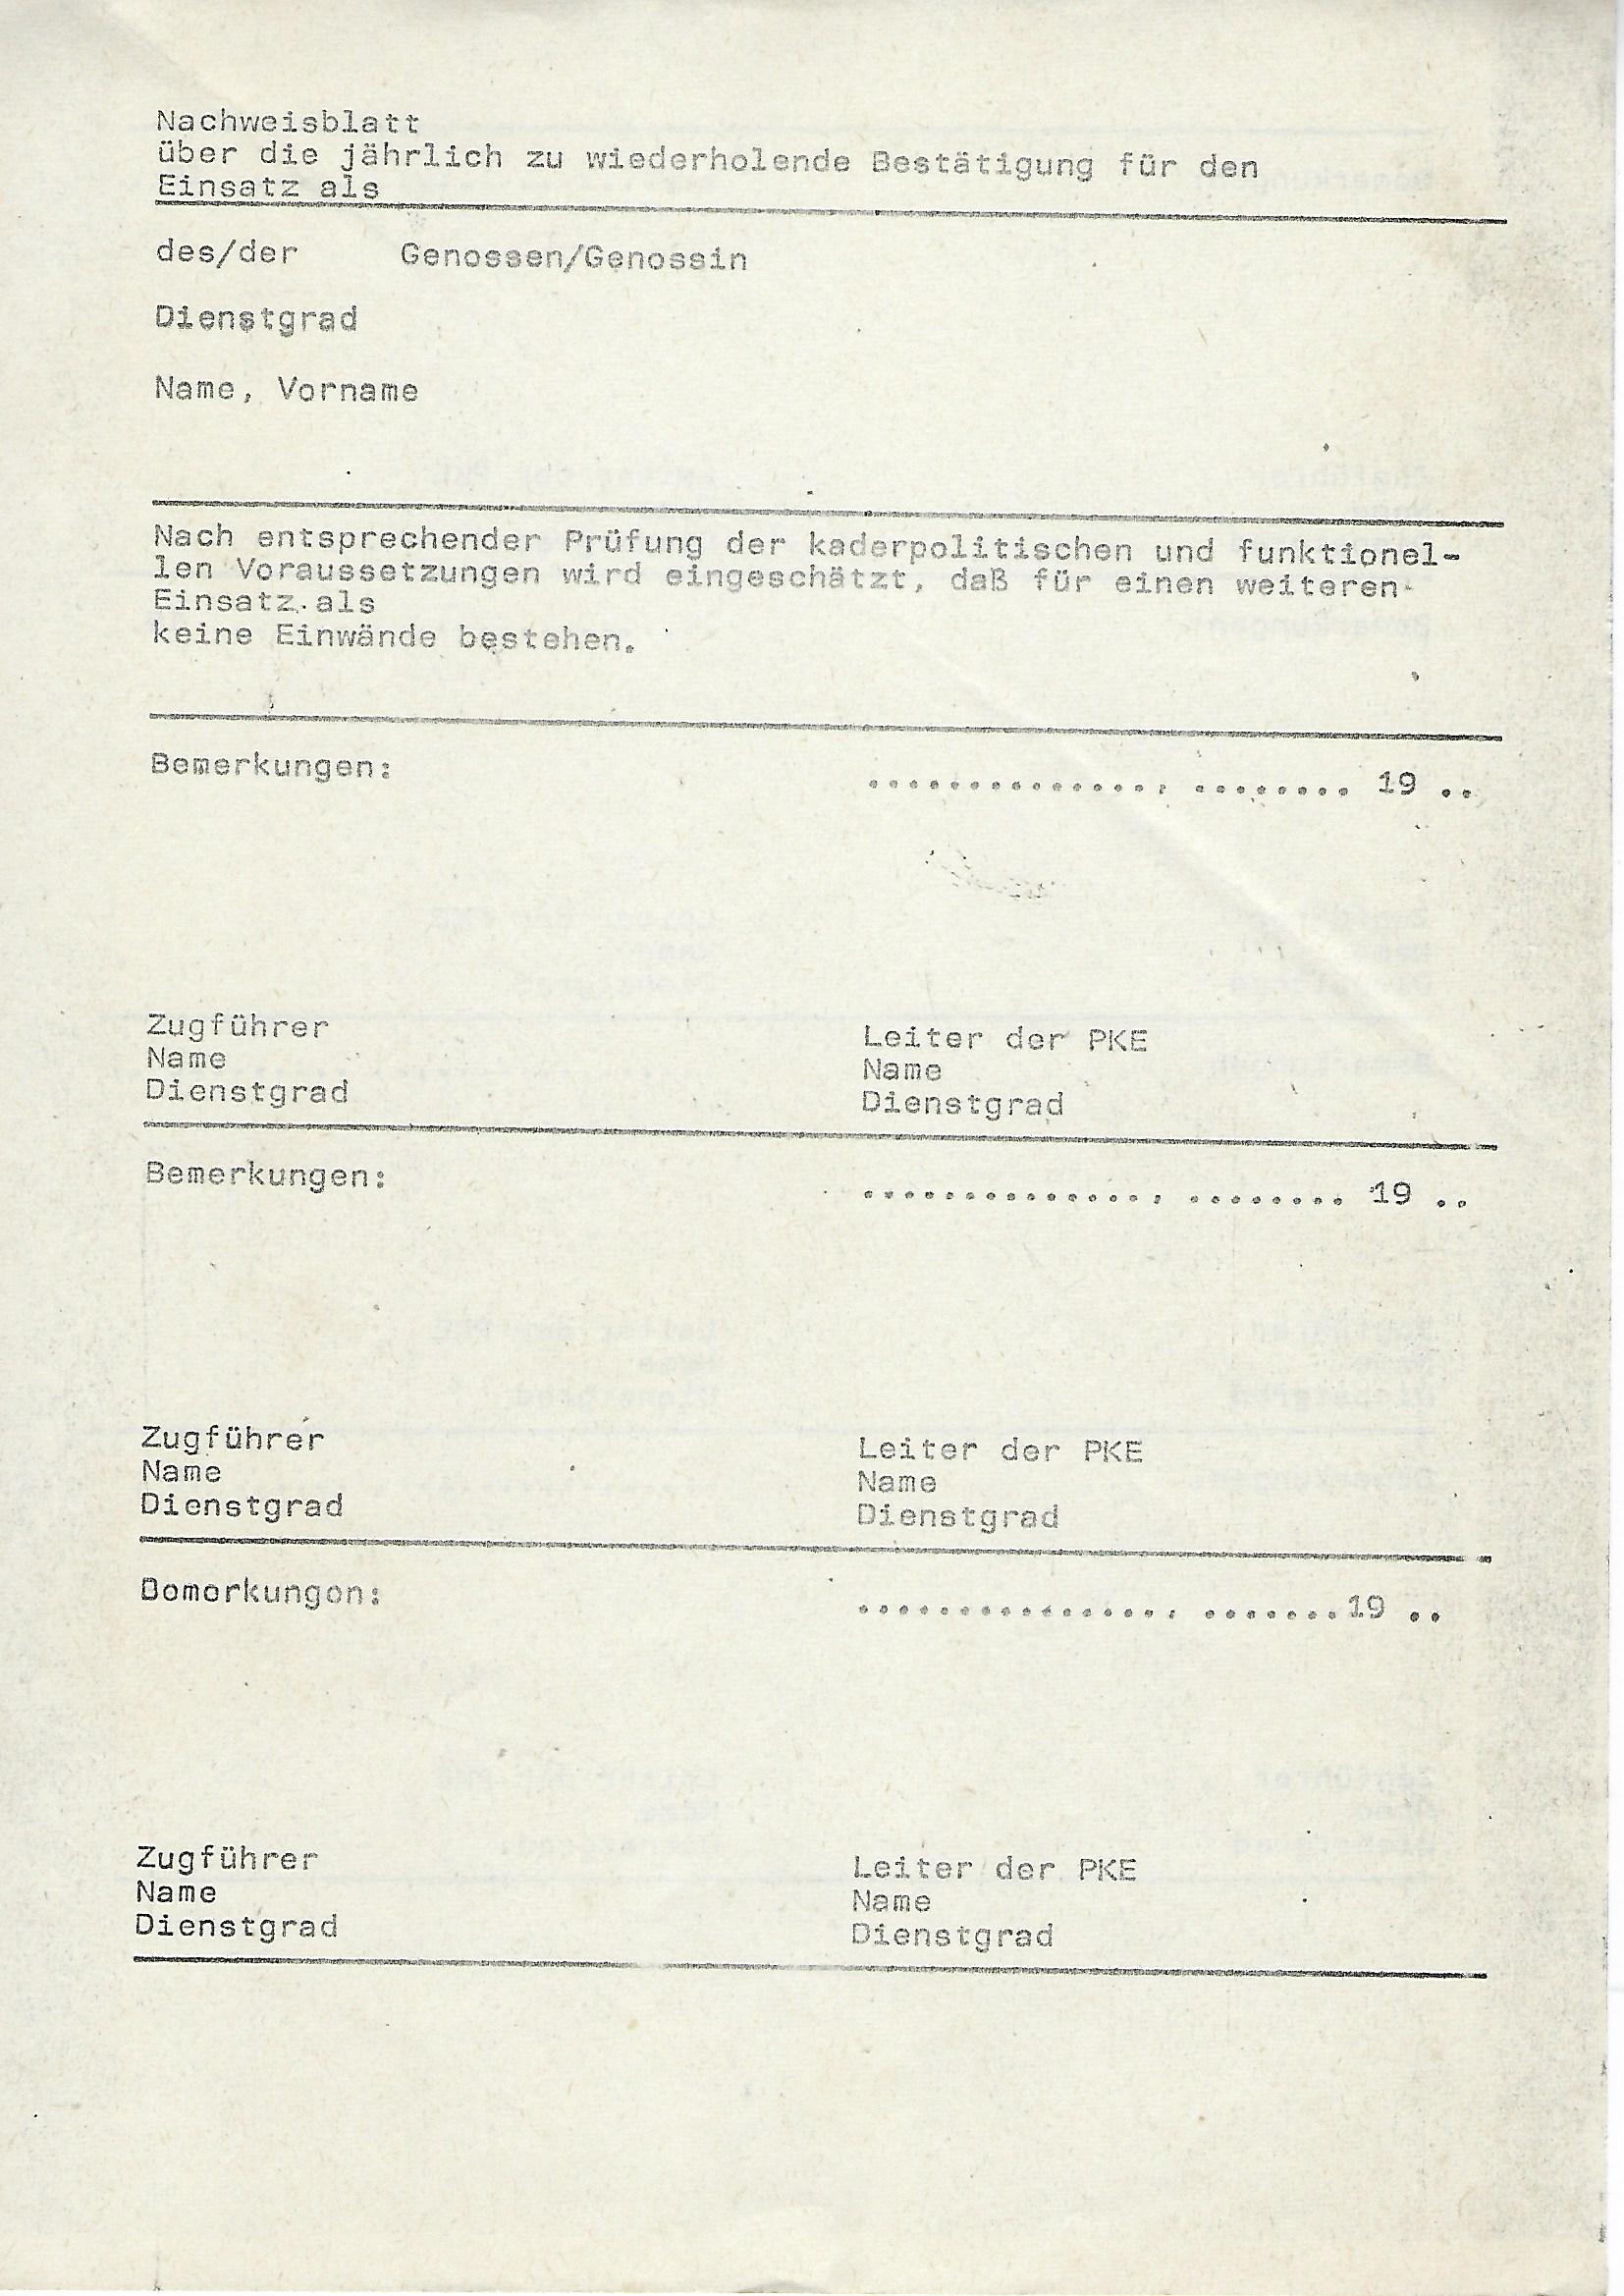 Nachweisblatt
über die jährlich zu wiederholende Bestätigung für den
Einsatz als
des/der Genossen/Genossin
Dienstgrad
Name, Vorname
Nach entsprechender Prüfung der kaderpolitischen und funktionel-
len Voraussetzungen wird eingeschätzt, daß für einen weiteren
Einsatz als
keine Einwände bestehen.
Bemerkungen: .............., ........ 19 ..
Zugführer Leiter der PKE
Name Name
Dienstgrad Dienstgrad
Bemerkungen: .............., ........ 19 ..
Zugführer Leiter der PKE
Name Name
Dienstgrad Dienstgrad
Bemerkungen: ..............., .......19 ..
Zugführer Leiter der PKE
Name Name
Dienstgrad Dienstgrad